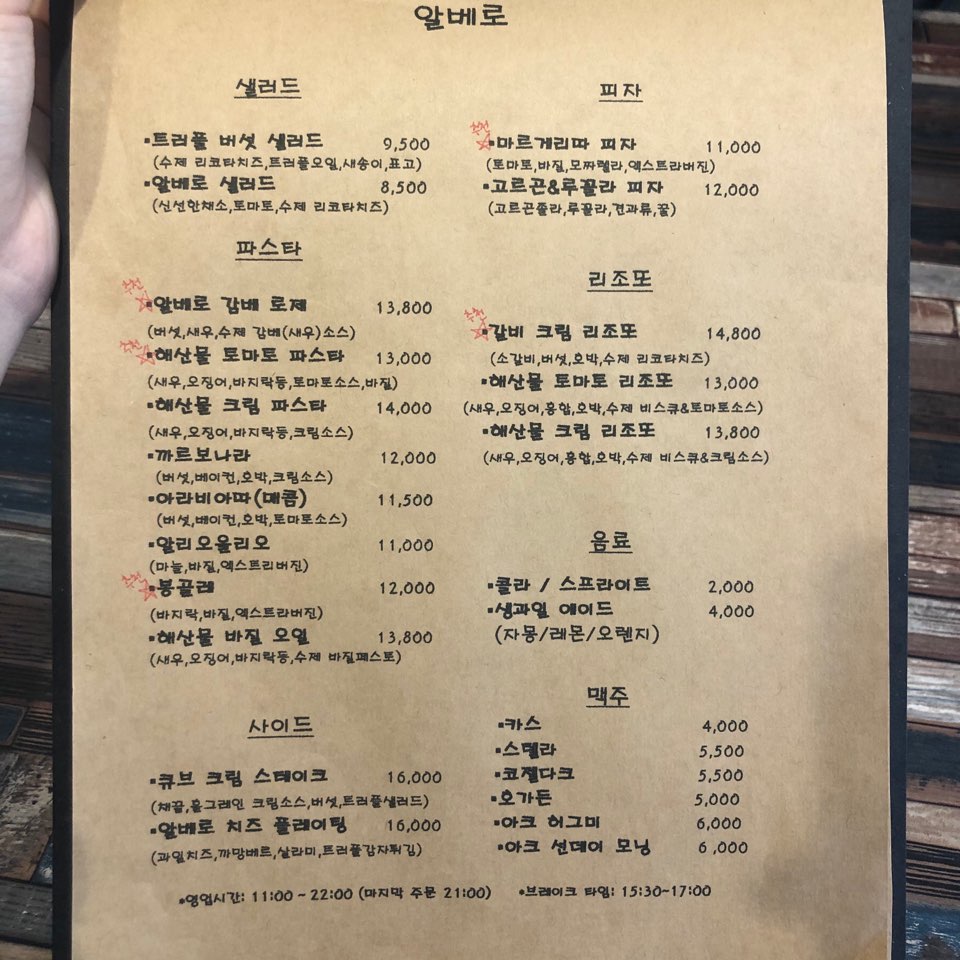 알베로
샐러드
▪트러플 버섯 샐러드 9,500
(수제 리코타치즈,트러플오일,새송이,표고)
▪알베로 샐러드 8,500
(신선한채소,토마토,수제 리코타치즈)
파스타
추천 ☆
▪알베로 감베 로제 13,800
(버섯,새우,수제 감베(새우)소스)
추천 ☆
▪해산물 토마토 파스타 13,000
(새우,오징어,바지락등,토마토소스,바질)
▪해산물 크림 파스타 14,000
(새우,오징어,바지락등,크림소스)
▪까르보나라 12,000
(버섯,베이컨,호박,크림소스)
▪아라비아따(매콤) 11,500
(버섯,베이컨,호박,토마토소스)
▪알리오올리오 11,000
(마늘,바질,엑스트리버진)
추천 ☆
▪봉골레 12,000
(바지락,바질,엑스트라버진)
▪해산물 바질 오일 13,800
(새우,오징어,바지락등,수제 바질페스토)
사이드
▪큐브 크림 스테이크 16,000
(채끝,홀그레인 크림소스,버섯,트러플샐러드)
▪알베로 치즈 플레이팅 16,000
(과일치즈,까망베르,살라미,트러플감자튀김)
피자
추천 ☆
▪마르게리따 피자 11,000
(토마토,바질,모짜렐라,엑스트라버진)
▪고르곤&루꼴라 피자 12,000
(고르곤졸라,루꼴라,견과류,꿀)
리조또
추천 ☆
▪갈비 크림 리조또 14,800
(소갈비,버섯,호박,수제 리코타치즈)
▪해산물 토마토 리조또 13,000
(새우,오징어,홍합,호박,수제 비스큐&토마토소스)
▪해산물 크림 리조또 13,800
(새우,오징어,홍합,호박,수제 비스큐&크림소스)
음료
▪콜라 / 스프라이트 2,000
▪생과일 에이드 4,000
(자몽/레몬/오렌지)
맥주
▪카스 4,000
▪스텔라 5,500
▪코젤다크 5,500
▪호가든 5,000
▪아크 허그미 6,000
▪아크 선데이 모닝 6,000
▪영업시간: 11:00 ~ 22:00 (마지막 주문 21:00) ▪브레이크 타임: 15:30~17:00